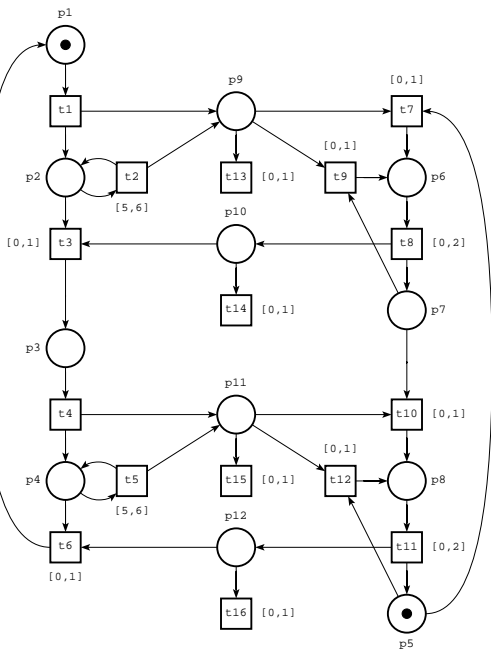 p1
p9
[0,1]
t1
t7
[0,1]
p2
t2
t13
[0,1]
t9
p6
[5,6]
p10
[0,1]
t3
t8
[0,2]
t14
[0,1]
p7
p3
p11
t4
t10
[0,1]
[0,1]
p4
t5
t15
[0,1]
t12
p8
[5,6]
p12
t6
t11
[0,2]
[0,1]
t16
[0,1]
p5